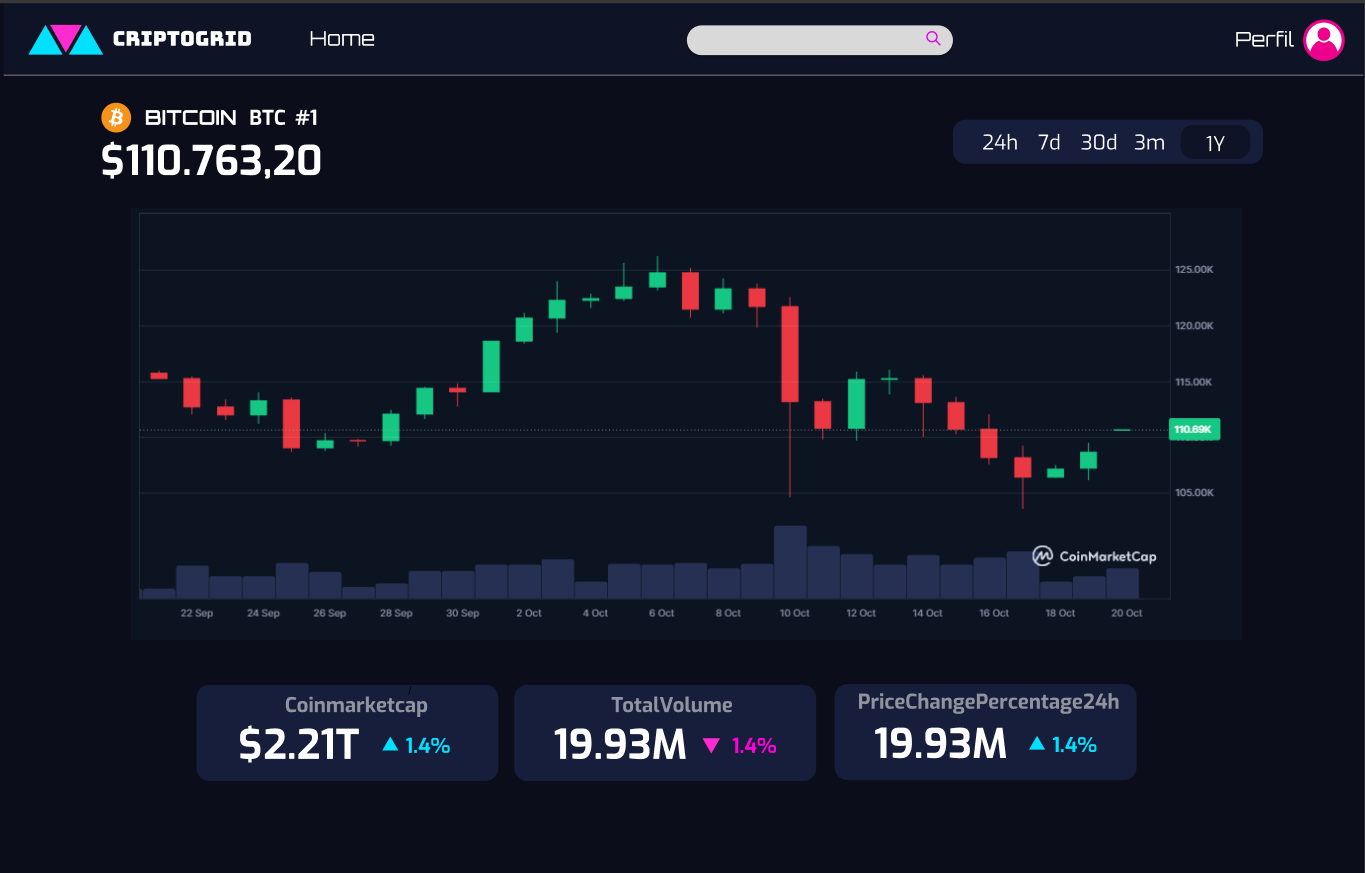 CRIPTOGRID Home Perfil
BITCOIN BTC #1
$110.763,20
24h 7d 30d 3m 1Y
125.00K
120.00K
115.00K
110.69K
105.00K
CoinMarketCap
22 Sep 24 Sep 26 Sep 28 Sep 30 Sep 2 Oct 4 Oct 6 Oct 8 Oct 10 Oct 12 Oct 14 Oct 16 Oct 18 Oct 20 Oct
Coinmarketcap TotalVolume PriceChangePercentage24h
$2.21T ▲ 1.4% 19.93M ▼ 1.4% 19.93M ▲ 1.4%